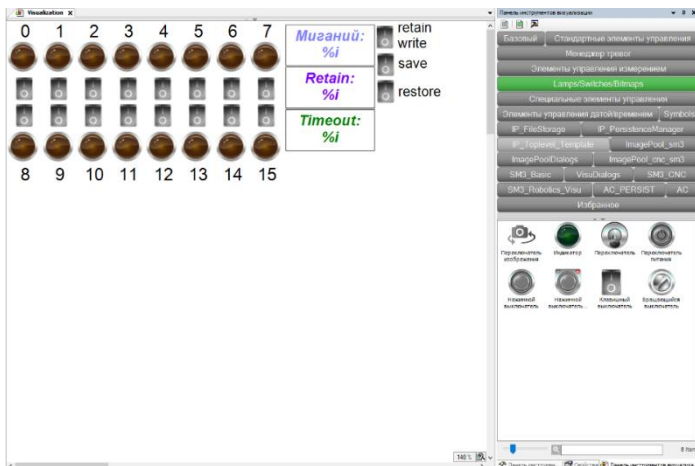 Visualization X
0 1 2 3 4 5 6 7
Миганий:
%i
Retain:
%i
Timeout:
%i
retain
write
save
restore
8 9 10 11 12 13 14 15
140 %
Панель инструментов визуализации
Базовый Стандартные элементы управления
Менеджер тревог
Элементы управления измерением
Lamps/Switches/Bitmaps
Специальные элементы управления
Элементы управления датой/временем Symbols
IP_FileStorage IP_PersistenceManager
IP_Toplevel_Template ImagePool_sm3
ImagePoolDialogs ImagePool_cnc_sm3
SM3_Basic VisuDialogs SM3_CNC
SM3_Robotics_Visu AC_PERSIST AC
Избранное
Переключатель изображения
Индикатор
Переключатель
Переключатель питания
Нажимной выключатель
Нажимной выключатель...
Клавишный выключатель
Вращающийся выключатель